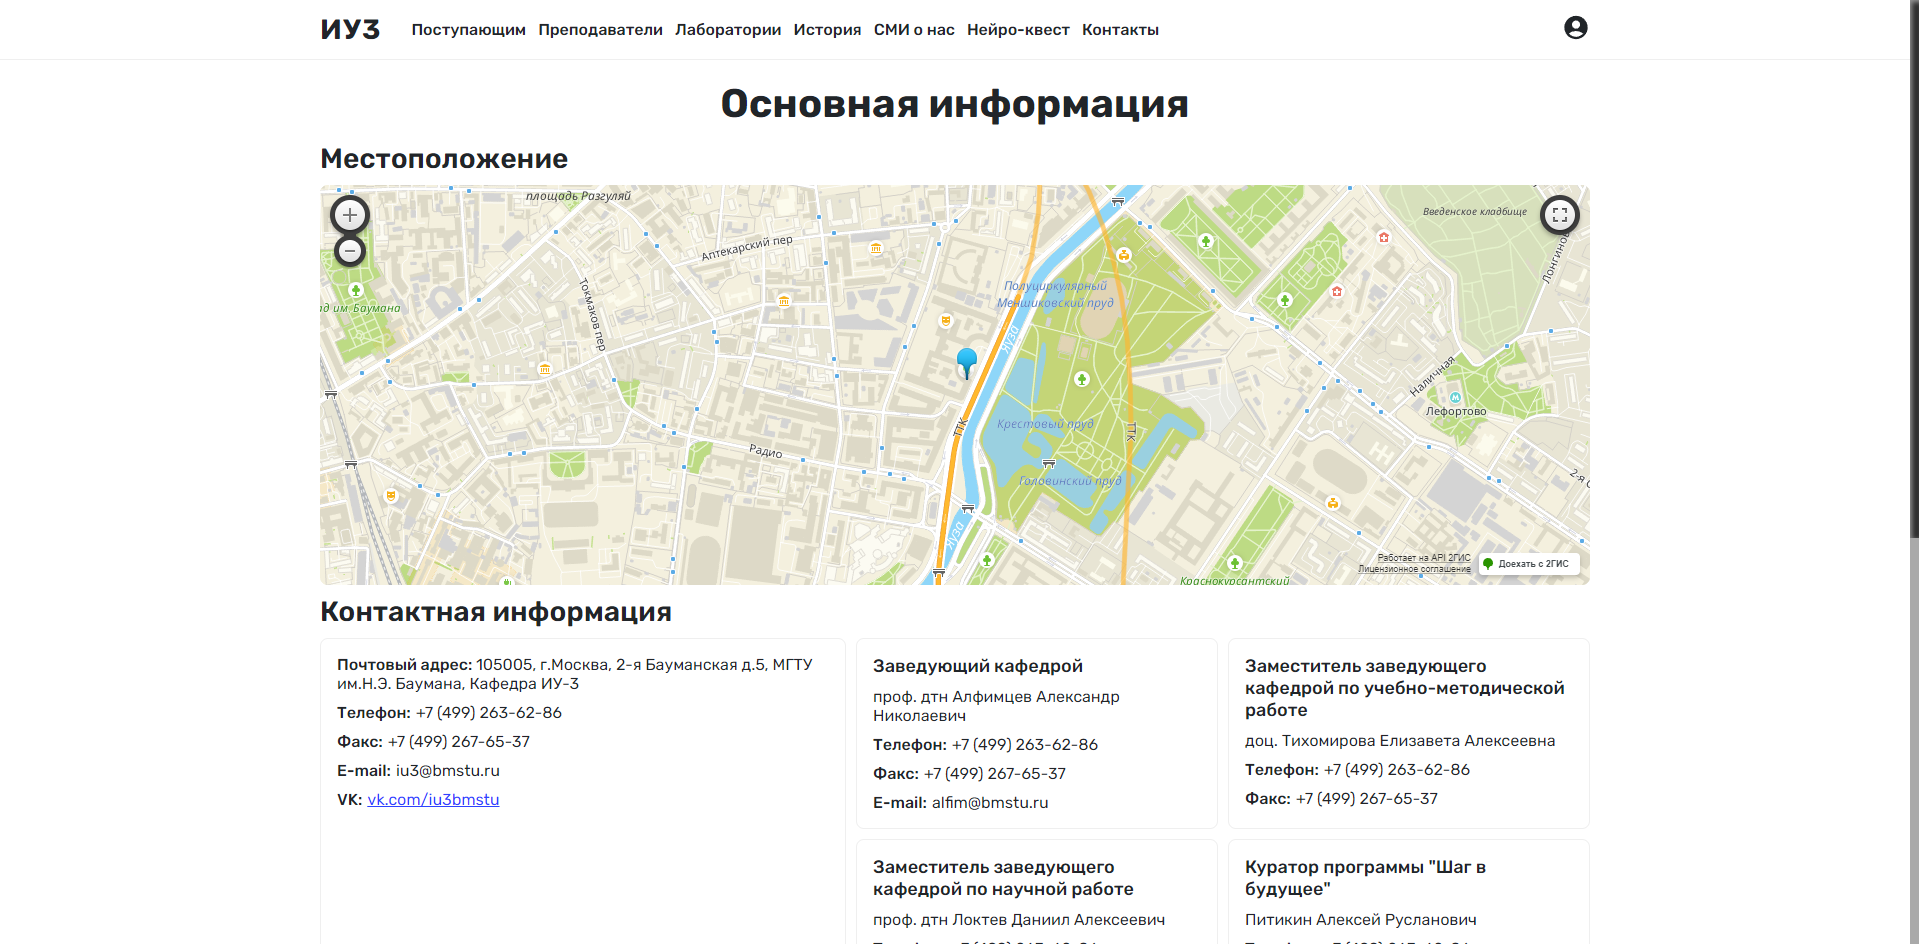 ИУ3
Поступающим
Преподаватели
Лаборатории
История
СМИ о нас
Нейро-квест
Контакты
Основная информация
Местоположение
площадь Разгуляй
Аптекарский пер
Токмаков пер
ад им Баумана
Радио
ТТК
Яуза
Яуза
Полуциркулярный
Меншиковский пруд
Крестовый пруд
Головинский пруд
ТТК
Введенское кладбище
Наличная
Лефортово
Краснокурсантский
Работает на API 2ГИС
Лицензионное соглашение
Доехать с 2ГИС
Контактная информация
Почтовый адрес: 105005, г.Москва, 2-я Бауманская д.5, МГТУ
им.Н.Э. Баумана, Кафедра ИУ-3
Телефон: +7 (499) 263-62-86
Факс: +7 (499) 267-65-37
E-mail: iu3@bmstu.ru
VK: vk.com/iu3bmstu
Заведующий кафедрой
проф. дтн Алфимцев Александр
Николаевич
Телефон: +7 (499) 263-62-86
Факс: +7 (499) 267-65-37
E-mail: alfim@bmstu.ru
Заместитель заведующего
кафедрой по учебно-методической
работе
доц. Тихомирова Елизавета Алексеевна
Телефон: +7 (499) 263-62-86
Факс: +7 (499) 267-65-37
Заместитель заведующего
кафедрой по научной работе
проф. дтн Локтев Даниил Алексеевич
Куратор программы "Шаг в
будущее"
Питикин Алексей Русланович